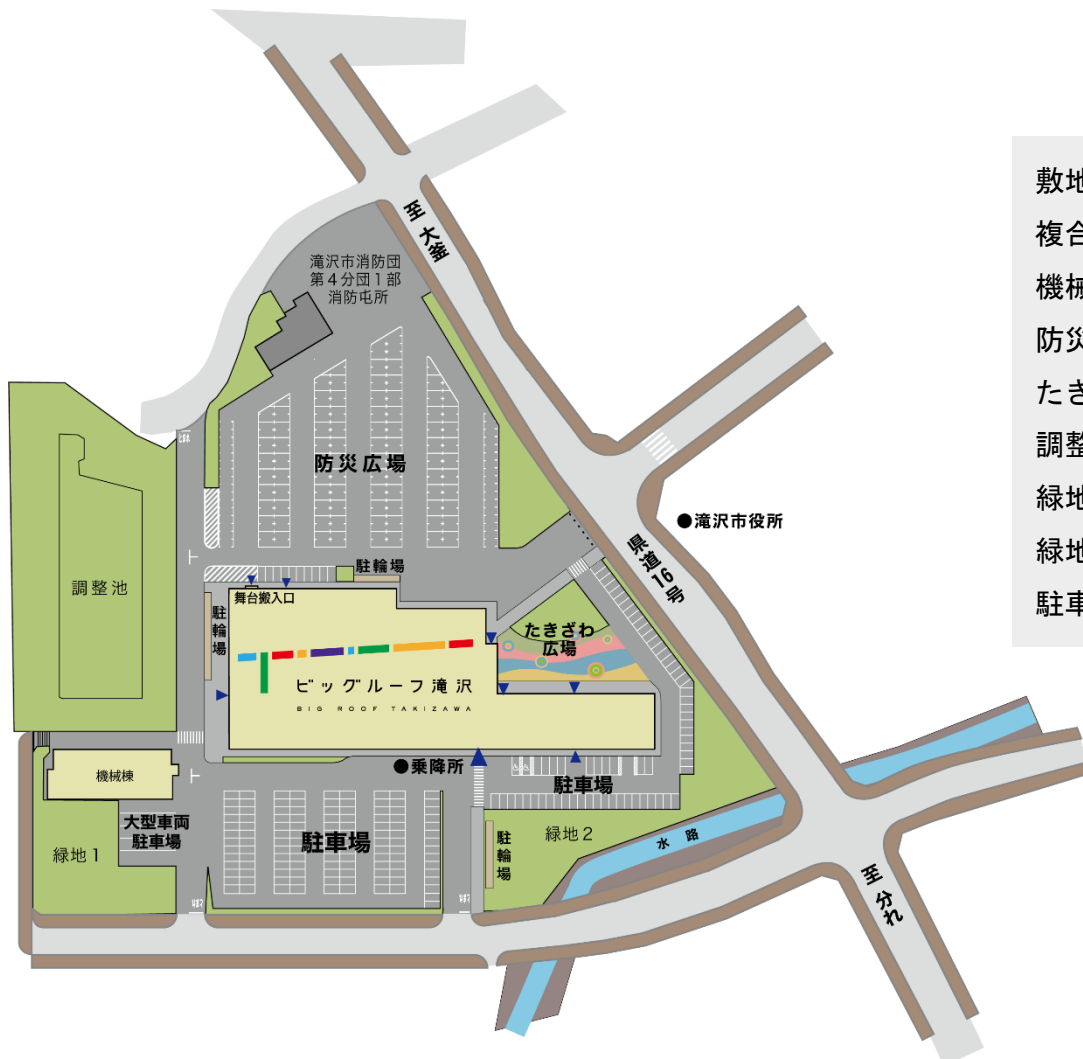 至 大釜
滝沢市消防団
第4分団1部
消防屯所
防災広場
●滝沢市役所
県道16号
調整池
駐輪場
舞台搬入口
駐輪場
たきざわ
広場
ビッグルーフ滝沢
BIG ROOF TAKIZAWA
●乗降所
機械棟
駐車場
大型車両
駐車場
駐車場
緑地1
駐輪場
緑地2
水路
至 分れ
敷地
複合
機械
防災
たき
調整
緑地
緑地
駐車